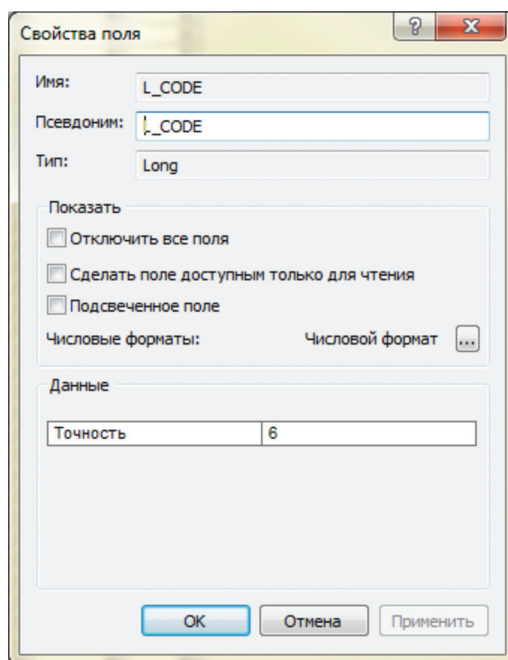 Свойства поля
Имя: L_CODE
Псевдоним: L_CODE
Тип: Long
Показать
Отключить все поля
Сделать поле доступным только для чтения
Подсвеченное поле
Числовые форматы: Числовой формат ...
Данные
Точность 6
OK Отмена Применить